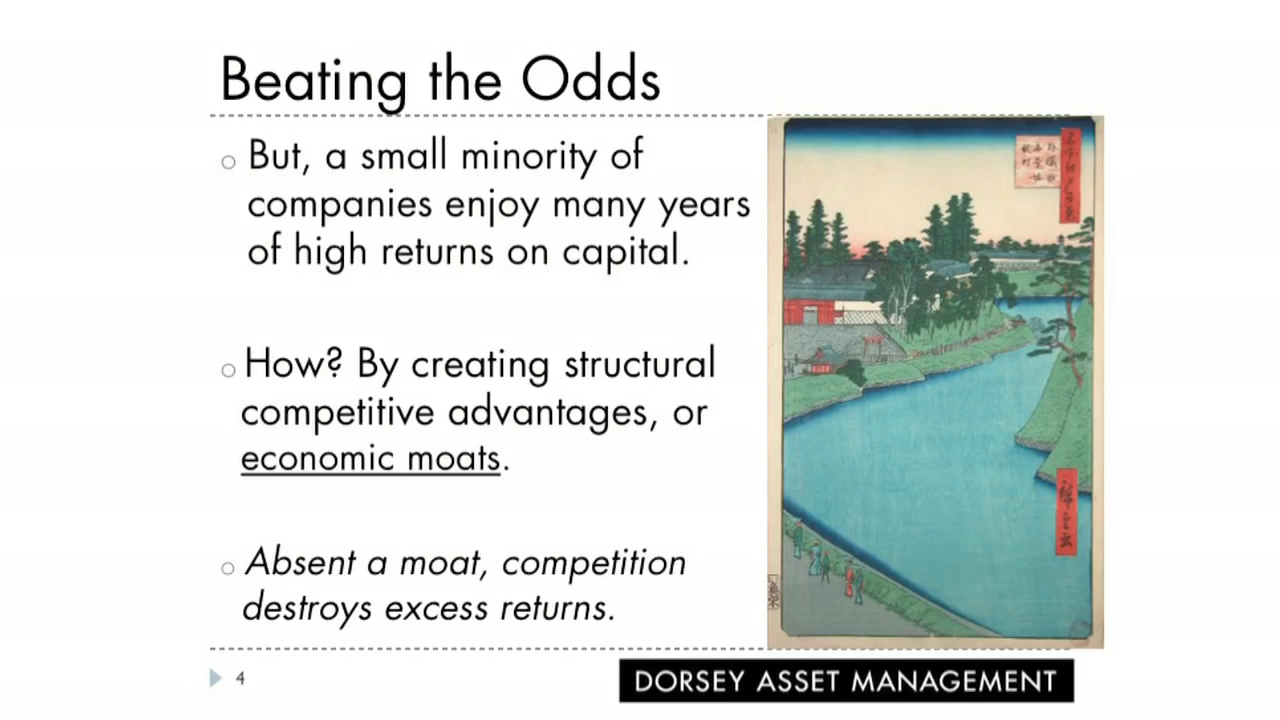 Beating the Odds
But, a small minority of
companies enjoy many years
of high returns on capital.
How? By creating structural
competitive advantages, or
economic moats.
Absent a moat, competition
destroys excess returns.
4
DORSEY ASSET MANAGEMENT